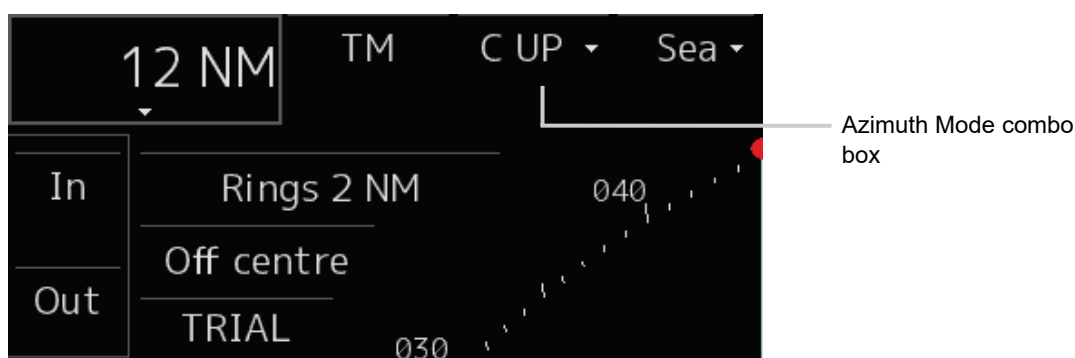 12 NM
TM
C UP
Sea
Azimuth Mode combo
box
In
Rings 2 NM
040
Off centre
Out
TRIAL
030